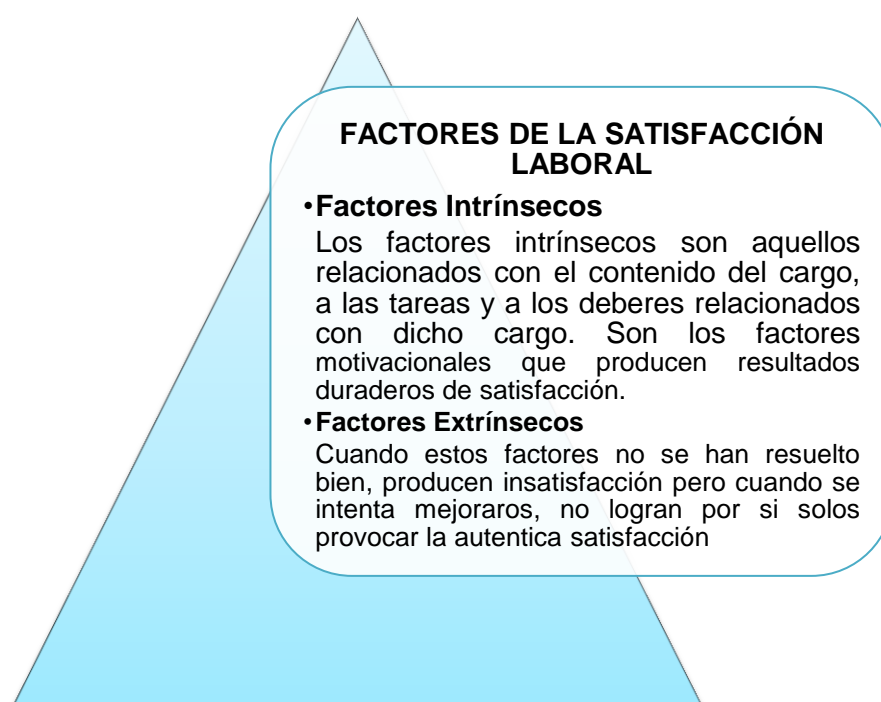 FACTORES DE LA SATISFACCIÓN
LABORAL
•Factores Intrínsecos
Los factores intrínsecos son aquellos
relacionados con el contenido del cargo,
a las tareas y a los deberes relacionados
con dicho cargo. Son los factores
motivacionales que producen resultados
duraderos de satisfacción.
•Factores Extrínsecos
Cuando estos factores no se han resuelto
bien, producen insatisfacción pero cuando se
intenta mejoraros, no logran por si solos
provocar la autentica satisfacción